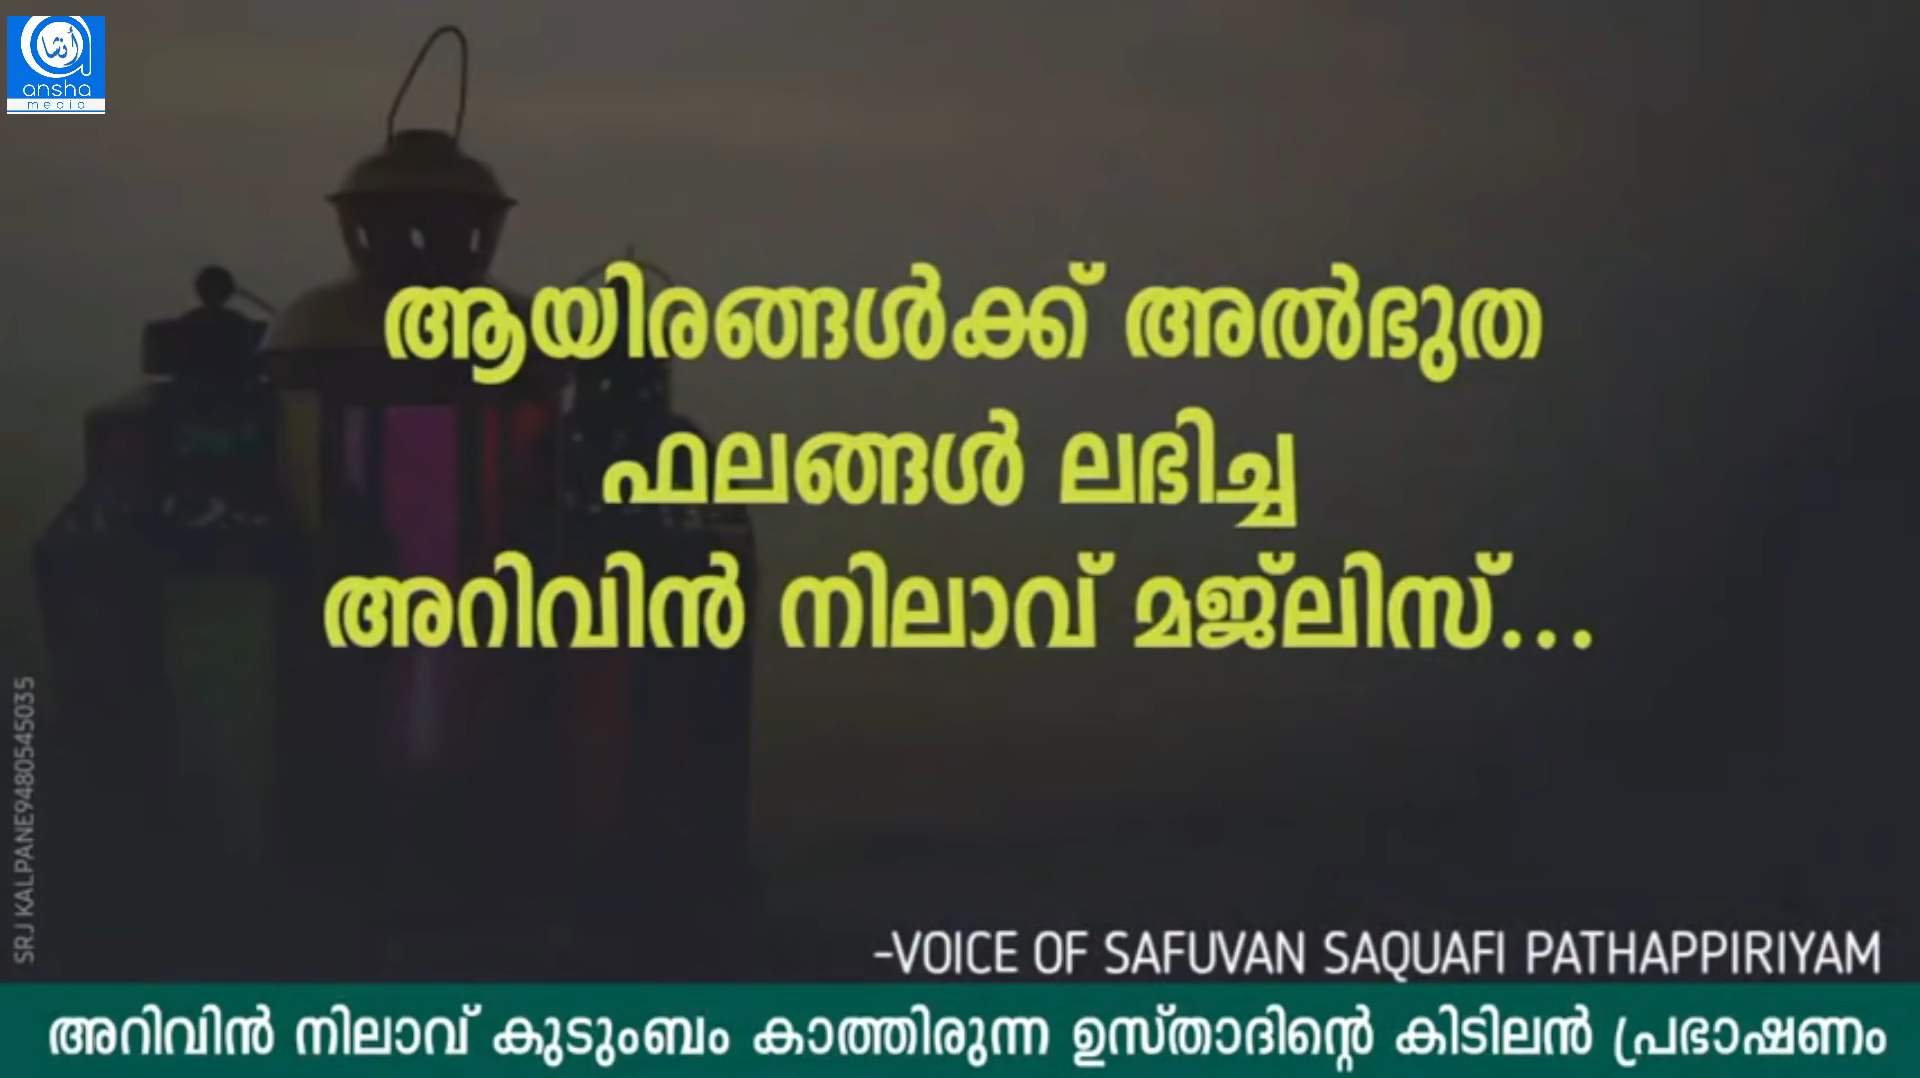 أنشا
ansha
media
ആയിരങ്ങൾക്ക് അൽഭുത
ഫലങ്ങൾ ലഭിച്ച
അറിവിൻ നിലാവ് മജ്ലിസ്...
SRJ KALPANE9480545035
-VOICE OF SAFUVAN SAQUAFI PATHAPPIRIYAM
അറിവിൻ നിലാവ് കുടുംബം കാത്തിരുന്ന ഉസ്താദിന്റെ കിടിലൻ പ്രഭാഷണം